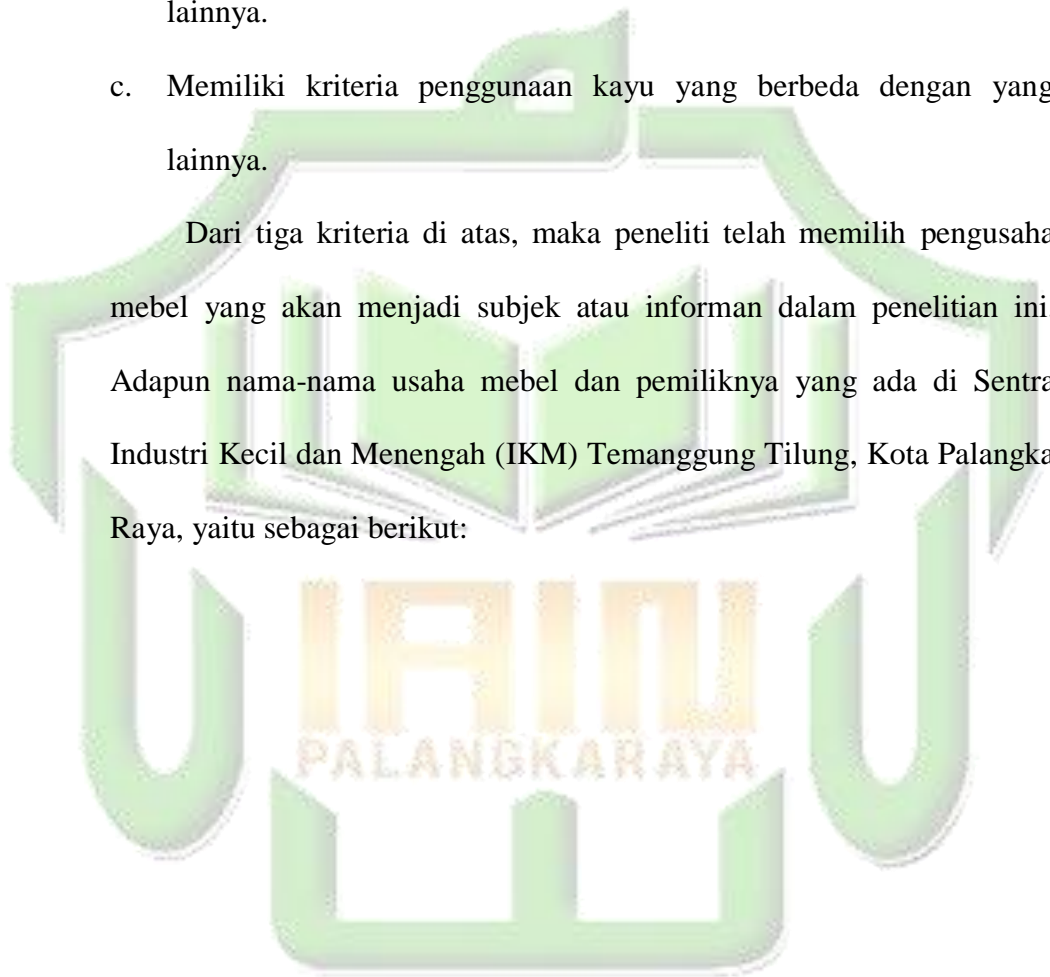 lainnya.
c. Memiliki kriteria penggunaan kayu yang berbeda dengan yang
lainnya.
Dari tiga kriteria di atas, maka peneliti telah memilih pengusaha
mebel yang akan menjadi subjek atau informan dalam penelitian ini.
Adapun nama-nama usaha mebel dan pemiliknya yang ada di Sentra
Industri Kecil dan Menengah (IKM) Temanggung Tilung, Kota Palangka
Raya, yaitu sebagai berikut:
IAIN
PALANGKARAYA